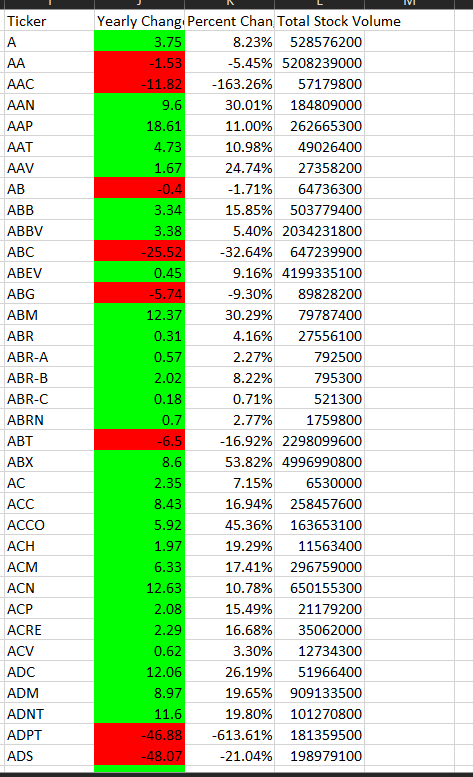 Ticker Yearly Chang Percent Chan Total Stock Volume
A 3.75 8.23% 528576200
AA -1.53 -5.45% 5208239000
AAC -11.82 -163.26% 57179800
AAN 9.6 30.01% 184809000
AAP 18.61 11.00% 262665300
AAT 4.73 10.98% 49026400
AAV 1.67 24.74% 27358200
AB -0.4 -1.71% 64736300
ABB 3.34 15.85% 503779400
ABBV 3.38 5.40% 2034231800
ABC -25.52 -32.64% 647239900
ABEV 0.45 9.16% 4199335100
ABG -5.74 -9.30% 89828200
ABM 12.37 30.29% 79787400
ABR 0.31 4.16% 27556100
ABR-A 0.57 2.27% 792500
ABR-B 2.02 8.22% 795300
ABR-C 0.18 0.71% 521300
ABRN 0.7 2.77% 1759800
ABT -6.5 -16.92% 2298099600
ABX 8.6 53.82% 4996990800
AC 2.35 7.15% 6530000
ACC 8.43 16.94% 258457600
ACCO 5.92 45.36% 163653100
ACH 1.97 19.29% 11563400
ACM 6.33 17.41% 296759000
ACN 12.63 10.78% 650155300
ACP 2.08 15.49% 21179200
ACRE 2.29 16.68% 35062000
ACV 0.62 3.30% 12734300
ADC 12.06 26.19% 51966400
ADM 8.97 19.65% 909133500
ADNT 11.6 19.80% 101270800
ADPT -46.88 -613.61% 181359500
ADS -48.07 -21.04% 198979100